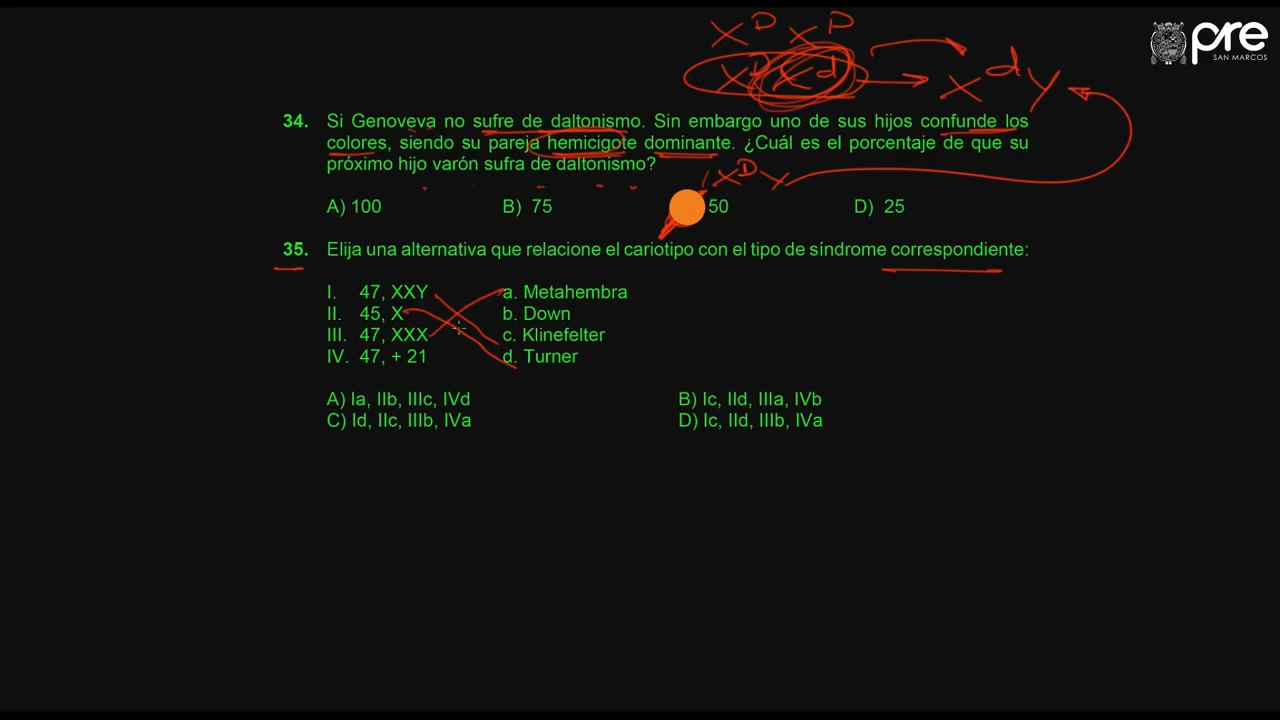 X^D X^D
X^D X^d
X^d Y
pre
SAN MARCOS
34. Si Genoveva no sufre de daltonismo. Sin embargo uno de sus hijos confunde los
colores, siendo su pareja hemicigote dominante. ¿Cuál es el porcentaje de que su
próximo hijo varón sufra de daltonismo?
X^D Y
A) 100 B) 75 50 D) 25
35. Elija una alternativa que relacione el cariotipo con el tipo de síndrome correspondiente:
I. 47, XXY a. Metahembra
II. 45, X b. Down
III. 47, XXX c. Klinefelter
IV. 47, + 21 d. Turner
A) Ia, IIb, IIIc, IVd B) Ic, IId, IIIa, IVb
C) Id, IIc, IIIb, IVa D) Ic, IId, IIIb, IVa